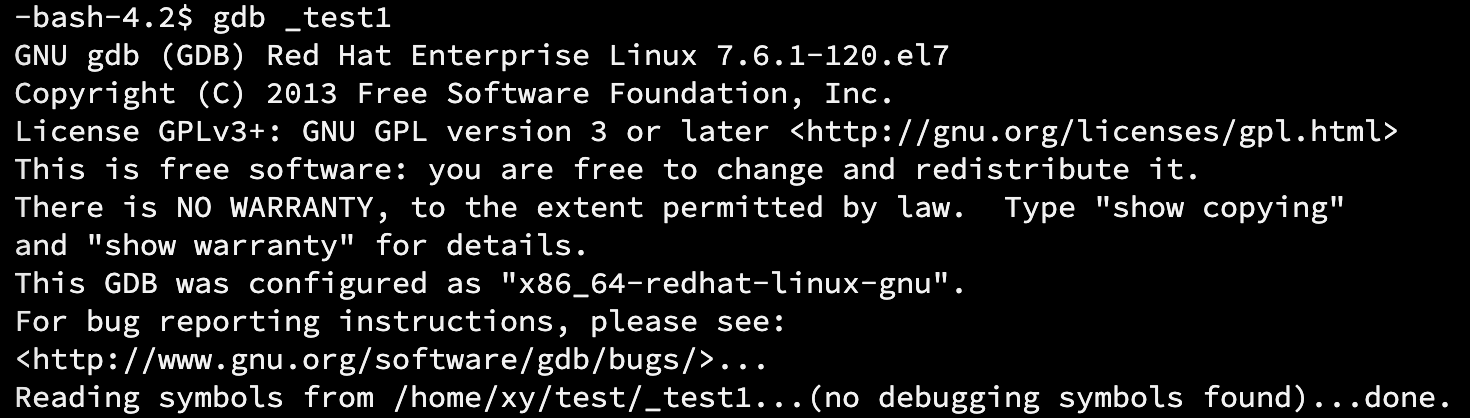 -bash-4.2$ gdb _test1
GNU gdb (GDB) Red Hat Enterprise Linux 7.6.1-120.el7
Copyright (C) 2013 Free Software Foundation, Inc.
License GPLv3+: GNU GPL version 3 or later <http://gnu.org/licenses/gpl.html>
This is free software: you are free to change and redistribute it.
There is NO WARRANTY, to the extent permitted by law.  Type "show copying"
and "show warranty" for details.
This GDB was configured as "x86_64-redhat-linux-gnu".
For bug reporting instructions, please see:
<http://www.gnu.org/software/gdb/bugs/>...
Reading symbols from /home/xy/test/_test1...(no debugging symbols found)...done.